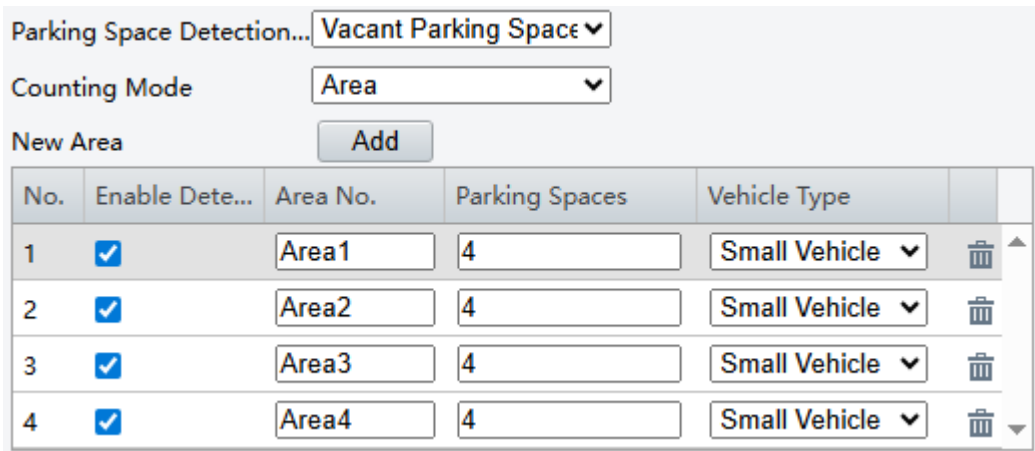 Parking Space Detection... Vacant Parking Space
Counting Mode Area
New Area Add
No. Enable Dete... Area No. Parking Spaces Vehicle Type
1 Area1 4 Small Vehicle
2 Area2 4 Small Vehicle
3 Area3 4 Small Vehicle
4 Area4 4 Small Vehicle